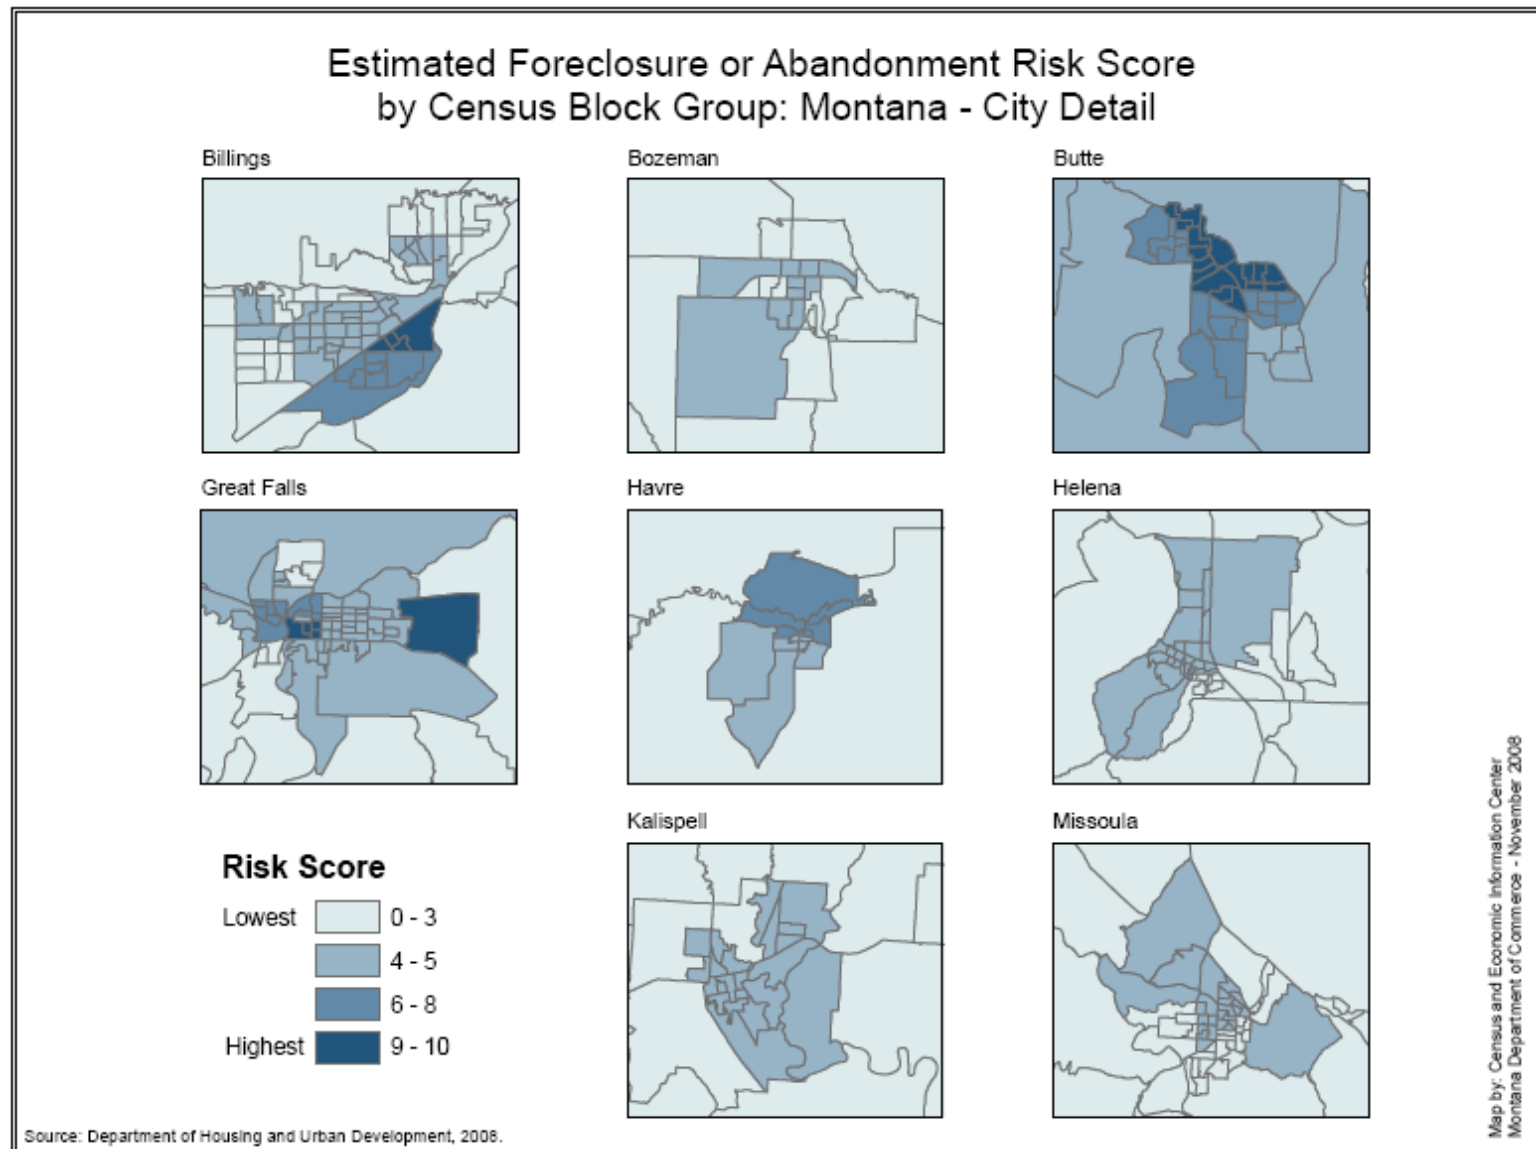 Estimated Foreclosure or Abandonment Risk Score
by Census Block Group: Montana - City Detail
Billings
Bozeman
Butte
Great Falls
Havre
Helena
Kalispell
Missoula
Risk Score
Lowest 0 - 3
4 - 5
6 - 8
Highest 9 - 10
Source: Department of Housing and Urban Development, 2008.
Map by: Census and Economic Information Center
Montana Department of Commerce - November 2008